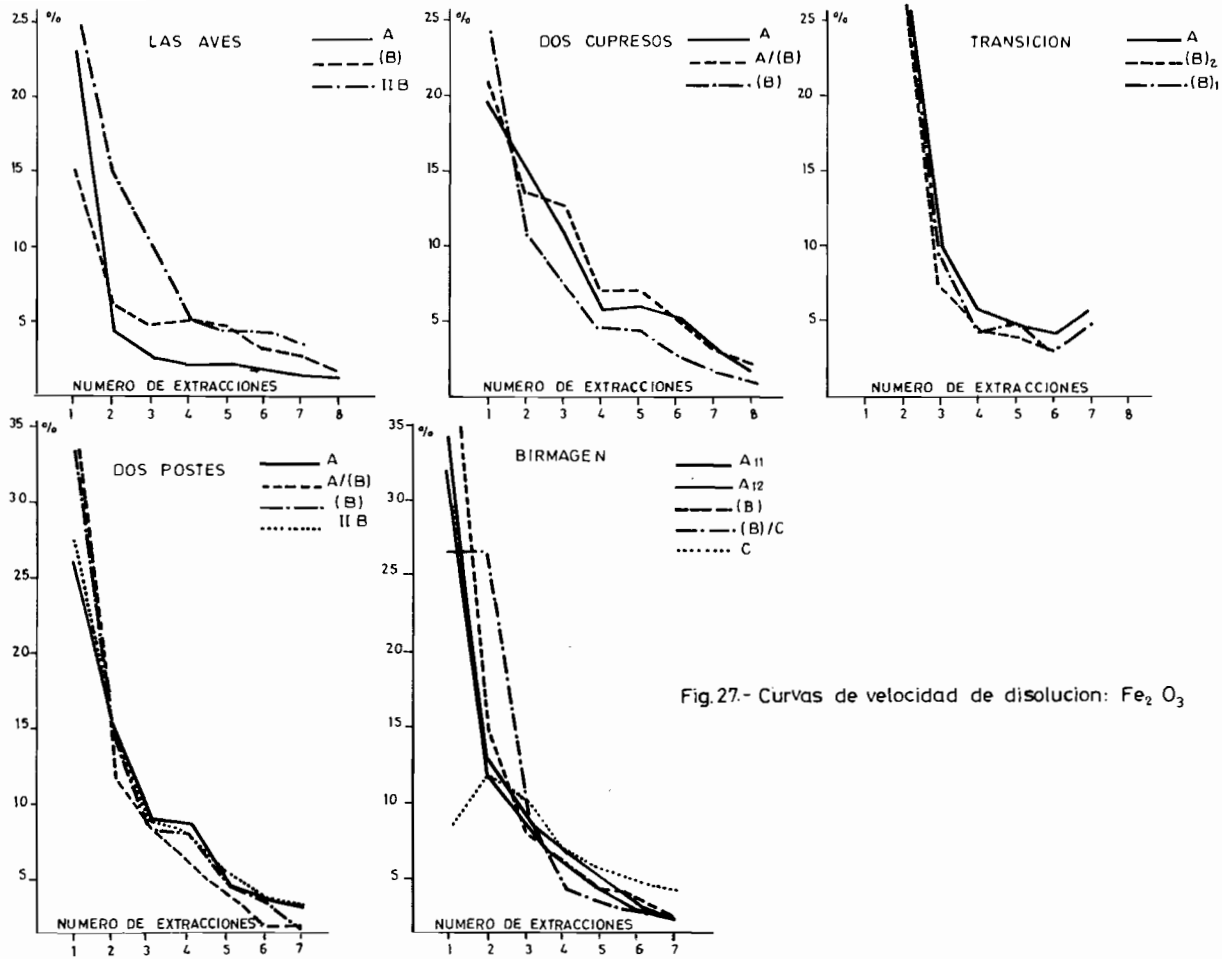 %
25
20
15
10
5
LAS AVES
A
(B)
IIB
NUMERO DE EXTRACCIONES
1 2 3 4 5 6 7 8
%
25
20
15
10
5
DOS CUPRESOS
A
A/(B)
(B)
NUMERO DE EXTRACCIONES
1 2 3 4 5 6 7 8
%
25
20
15
10
5
TRANSICION
A
(B)₂
(B)₁
NUMERO DE EXTRACCIONES
1 2 3 4 5 6 7 8
%
35
30
25
20
15
10
5
DOS POSTES
A
A/(B)
(B)
IIB
NUMERO DE EXTRACCIONES
1 2 3 4 5 6 7
%
35
30
25
20
15
10
5
BIRMAGEN
A11
A12
(B)
(B)/C
C
NUMERO DE EXTRACCIONES
1 2 3 4 5 6 7
Fig.27.- Curvas de velocidad de disolucion: Fe₂ O₃